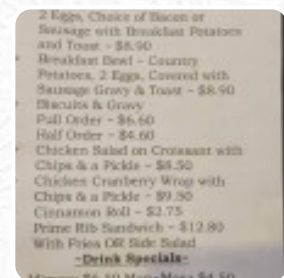 2 Eggs, Choice of Bacon or
Sausage with Breakfast Potatoes
and Toast - $8.90
Breakfast Bowl - Country
Potatoes, 2 Eggs, Covered with
Sausage Gravy & Toast - $8.90
Biscuits & Gravy
Full Order - $6.60
Half Order - $4.60
Chicken Salad on Croissant with
Chips & a Pickle - $8.50
Chicken Cranberry Wrap with
Chips & a Pickle - $9.50
Cinnamon Roll - $2.75
Prime Rib Sandwich - $12.80
With Fries OR Side Salad
~Drink Specials~